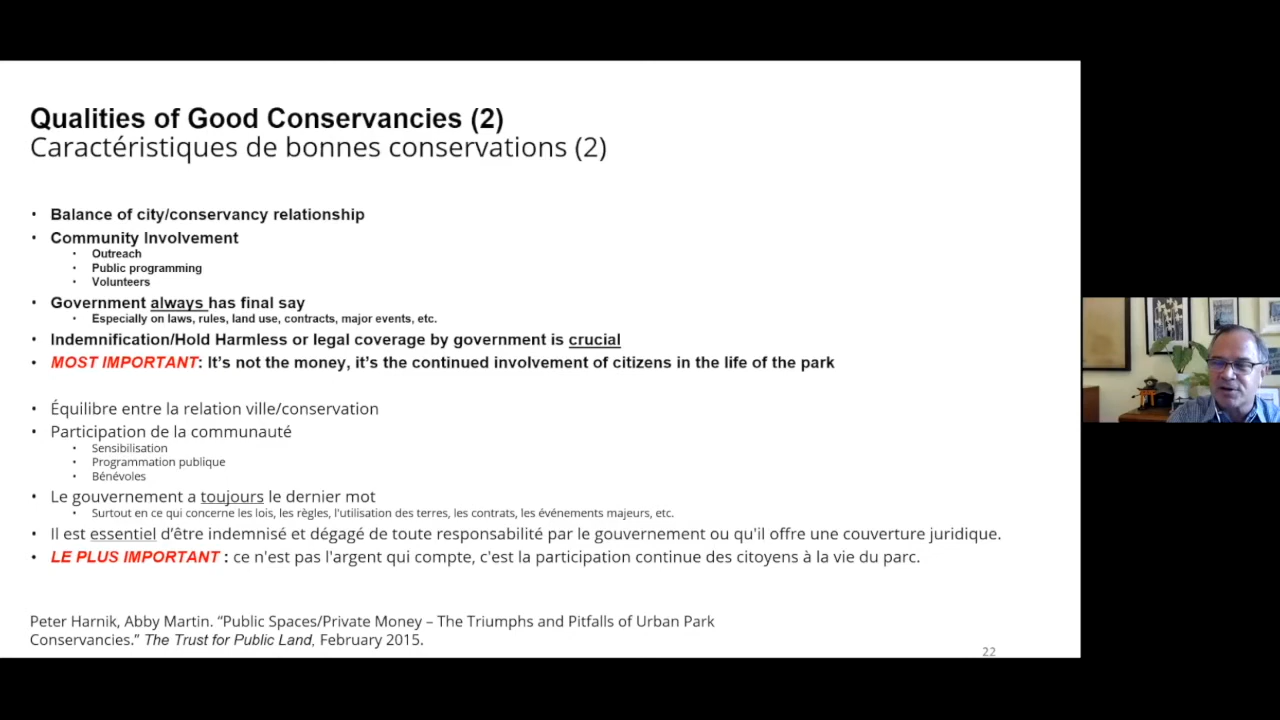 Qualities of Good Conservancies (2)
Caractéristiques de bonnes conservations (2)
• Balance of city/conservancy relationship
• Community Involvement
• Outreach
• Public programming
• Volunteers
• Government always has final say
• Especially on laws, rules, land use, contracts, major events, etc.
• Indemnification/Hold Harmless or legal coverage by government is crucial
• MOST IMPORTANT: It's not the money, it's the continued involvement of citizens in the life of the park
• Équilibre entre la relation ville/conservation
• Participation de la communauté
• Sensibilisation
• Programmation publique
• Bénévoles
• Le gouvernement a toujours le dernier mot
• Surtout en ce qui concerne les lois, les règles, l'utilisation des terres, les contrats, les événements majeurs, etc.
• Il est essentiel d'être indemnisé et dégagé de toute responsabilité par le gouvernement ou qu'il offre une couverture juridique.
• LE PLUS IMPORTANT : ce n'est pas l'argent qui compte, c'est la participation continue des citoyens à la vie du parc.
Peter Harnik, Abby Martin. “Public Spaces/Private Money – The Triumphs and Pitfalls of Urban Park
Conservancies.” The Trust for Public Land, February 2015.
22